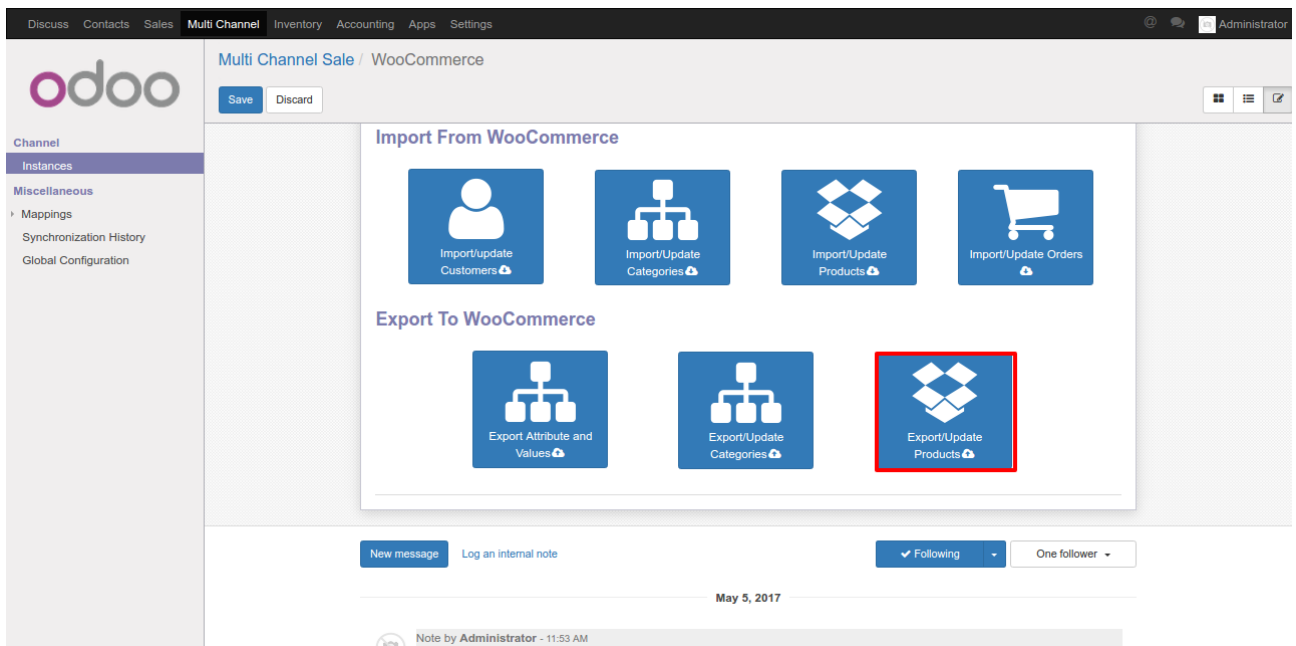 Discuss Contacts Sales Multi Channel Inventory Accounting Apps Settings @ Administrator
odoo
Multi Channel Sale / WooCommerce
Save Discard
Channel
Instances
Miscellaneous
Mappings
Synchronization History
Global Configuration
Import From WooCommerce
Import/update
Customers
Import/Update
Categories
Import/Update
Products
Import/Update Orders
Export To WooCommerce
Export Attribute and
Values
Export/Update
Categories
Export/Update
Products
New message Log an internal note Following One follower
May 5, 2017
Note by Administrator - 11:53 AM